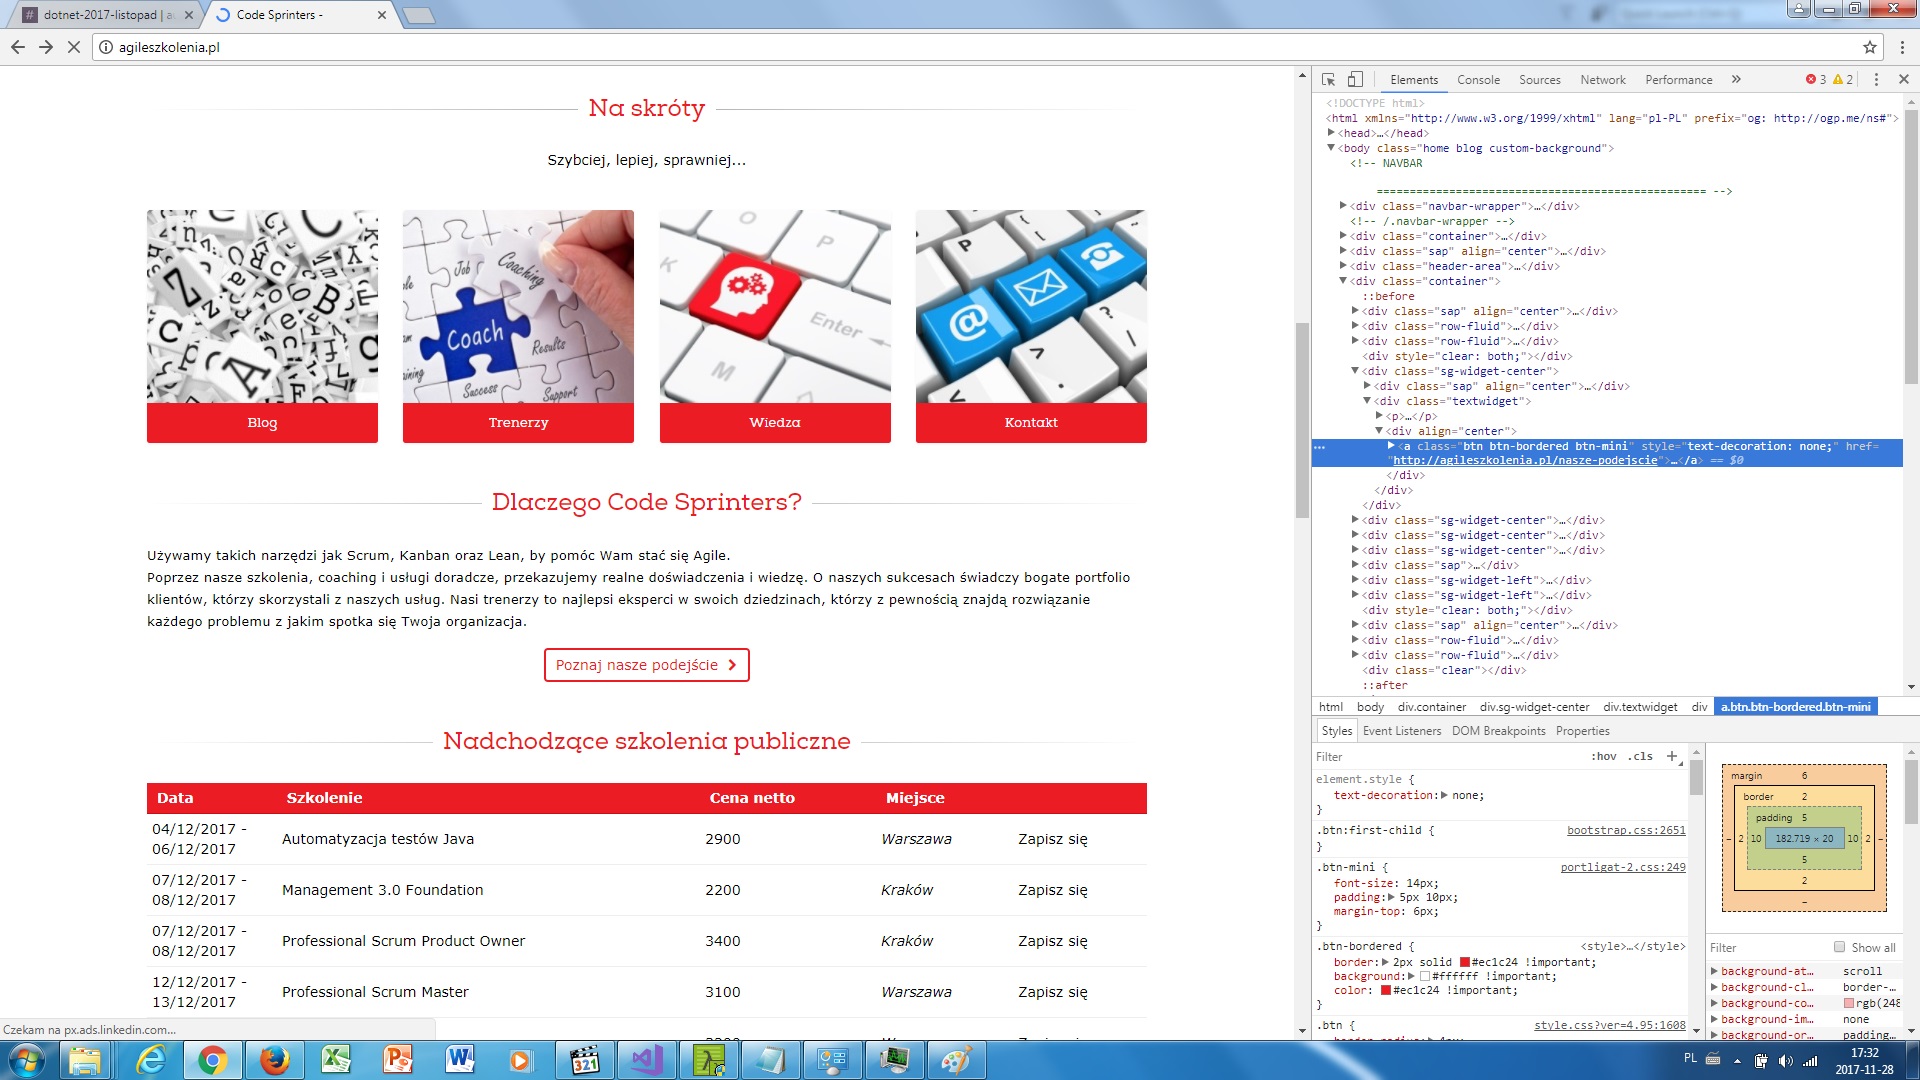 dotnet-2017-listopad | a
Code Sprinters -
agileszkolenia.pl
Na skróty
Szybciej, lepiej, sprawniej...
Job
Coaching
Coach
Results
Success
Support
O
P
K
Enter
M
P
@
Blog
Trenerzy
Wiedza
Kontakt
Dlaczego Code Sprinters?
Używamy takich narzędzi jak Scrum, Kanban oraz Lean, by pomóc Wam stać się Agile.
Poprzez nasze szkolenia, coaching i usługi doradcze, przekazujemy realne doświadczenia i wiedzę. O naszych sukcesach świadczy bogate portfolio
klientów, którzy skorzystali z naszych usług. Nasi trenerzy to najlepsi eksperci w swoich dziedzinach, którzy z pewnością znajdą rozwiązanie
każdego problemu z jakim spotka się Twoja organizacja.
Poznaj nasze podejście
Nadchodzące szkolenia publiczne
Data Szkolenie Cena netto Miejsce
04/12/2017 -
06/12/2017 Automatyzacja testów Java 2900 Warszawa Zapisz się
07/12/2017 -
08/12/2017 Management 3.0 Foundation 2200 Kraków Zapisz się
07/12/2017 -
08/12/2017 Professional Scrum Product Owner 3400 Kraków Zapisz się
12/12/2017 -
13/12/2017 Professional Scrum Master 3100 Warszawa Zapisz się
Czekam na px.ads.linkedin.com...
Elements Console Sources Network Performance » 3 2
<!DOCTYPE html>
<html xmlns="http://www.w3.org/1999/xhtml" lang="pl-PL" prefix="og: http://ogp.me/ns#">
<head>…</head>
<body class="home blog custom-background">
<!-- NAVBAR
================================================== -->
<div class="navbar-wrapper">…</div>
<!-- /.navbar-wrapper -->
<div class="container">…</div>
<div class="sap" align="center">…</div>
<div class="header-area">…</div>
<div class="container">
::before
<div class="sap" align="center">…</div>
<div class="row-fluid">…</div>
<div class="row-fluid">…</div>
<div style="clear: both;"></div>
<div class="sg-widget-center">
<div class="sap" align="center">…</div>
<div class="textwidget">
<p>…</p>
<div align="center">
<a class="btn btn-bordered btn-mini" style="text-decoration: none;" href=
"http://agileszkolenia.pl/nasze-podejscie">…</a> == $0
</div>
</div>
</div>
<div class="sg-widget-center">…</div>
<div class="sg-widget-center">…</div>
<div class="sg-widget-center">…</div>
<div class="sap">…</div>
<div class="sg-widget-left">…</div>
<div class="sg-widget-left">…</div>
<div style="clear: both;"></div>
<div class="sap" align="center">…</div>
<div class="row-fluid">…</div>
<div class="row-fluid">…</div>
<div class="clear"></div>
::after
html body div.container div.sg-widget-center div.textwidget div a.btn.btn-bordered.btn-mini
Styles Event Listeners DOM Breakpoints Properties
Filter :hov .cls +
element.style {
text-decoration: none;
}
.btn:first-child { bootstrap.css:2651
}
.btn-mini { portligat-2.css:249
font-size: 14px;
padding: 5px 10px;
margin-top: 6px;
}
.btn-bordered { <style>…</style>
border: 2px solid #ec1c24 !important;
background: #ffffff !important;
color: #ec1c24 !important;
}
.btn { style.css?ver=4.95:1608
margin 6
border 2
padding 5
– 2 10 182.719 × 20 10 2 –
5
2
–
Filter Show all
background-at… scroll
background-cl… border-…
background-co… rgb(248
background-im… none
background-or… padding…
321
PL
17:32
2017-11-28